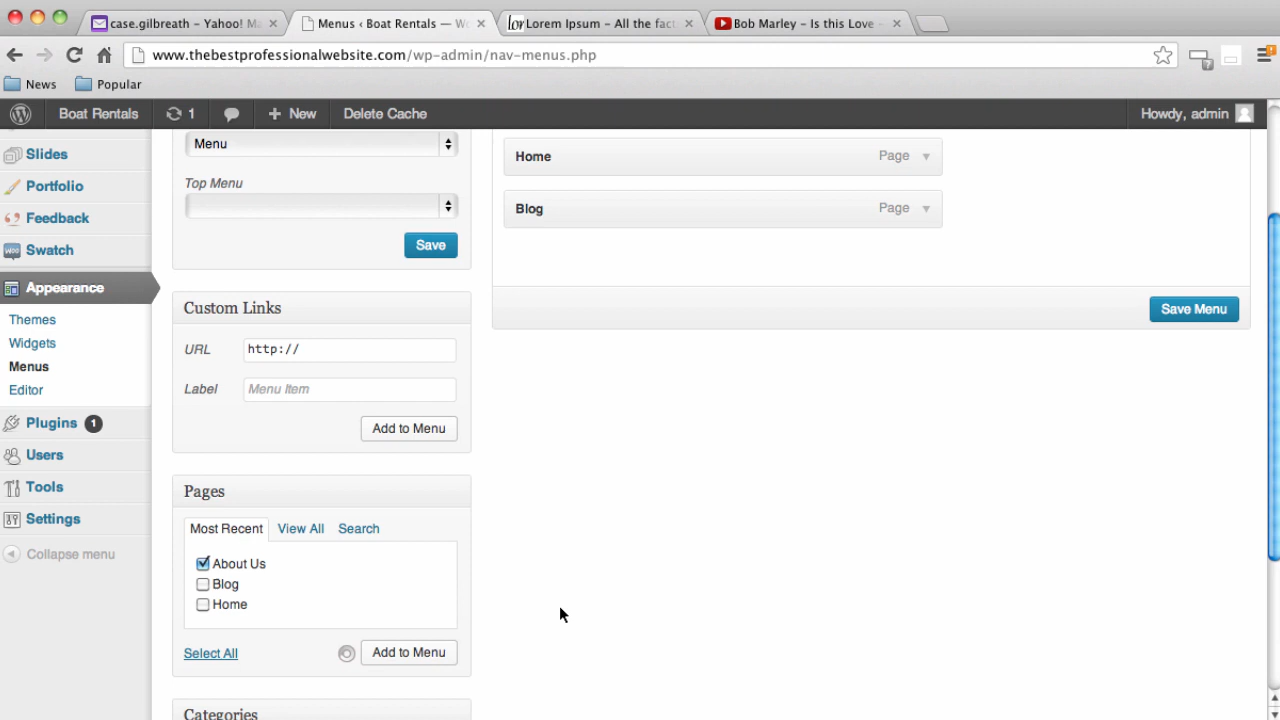 case.gilbreath – Yahoo! Ma
Menus ‹ Boat Rentals — Wo
Lorem Ipsum – All the fact
Bob Marley – Is this Love –
www.thebestprofessionalwebsite.com/wp-admin/nav-menus.php
News
Popular
Boat Rentals
1
+ New
Delete Cache
Howdy, admin
Slides
Portfolio
Feedback
Swatch
Appearance
Themes
Widgets
Menus
Editor
Plugins 1
Users
Tools
Settings
Collapse menu
Menu
Top Menu
Save
Custom Links
URL
http://
Label
Menu Item
Add to Menu
Pages
Most Recent
View All
Search
About Us
Blog
Home
Select All
Add to Menu
Categories
Home
Page
Blog
Page
Save Menu